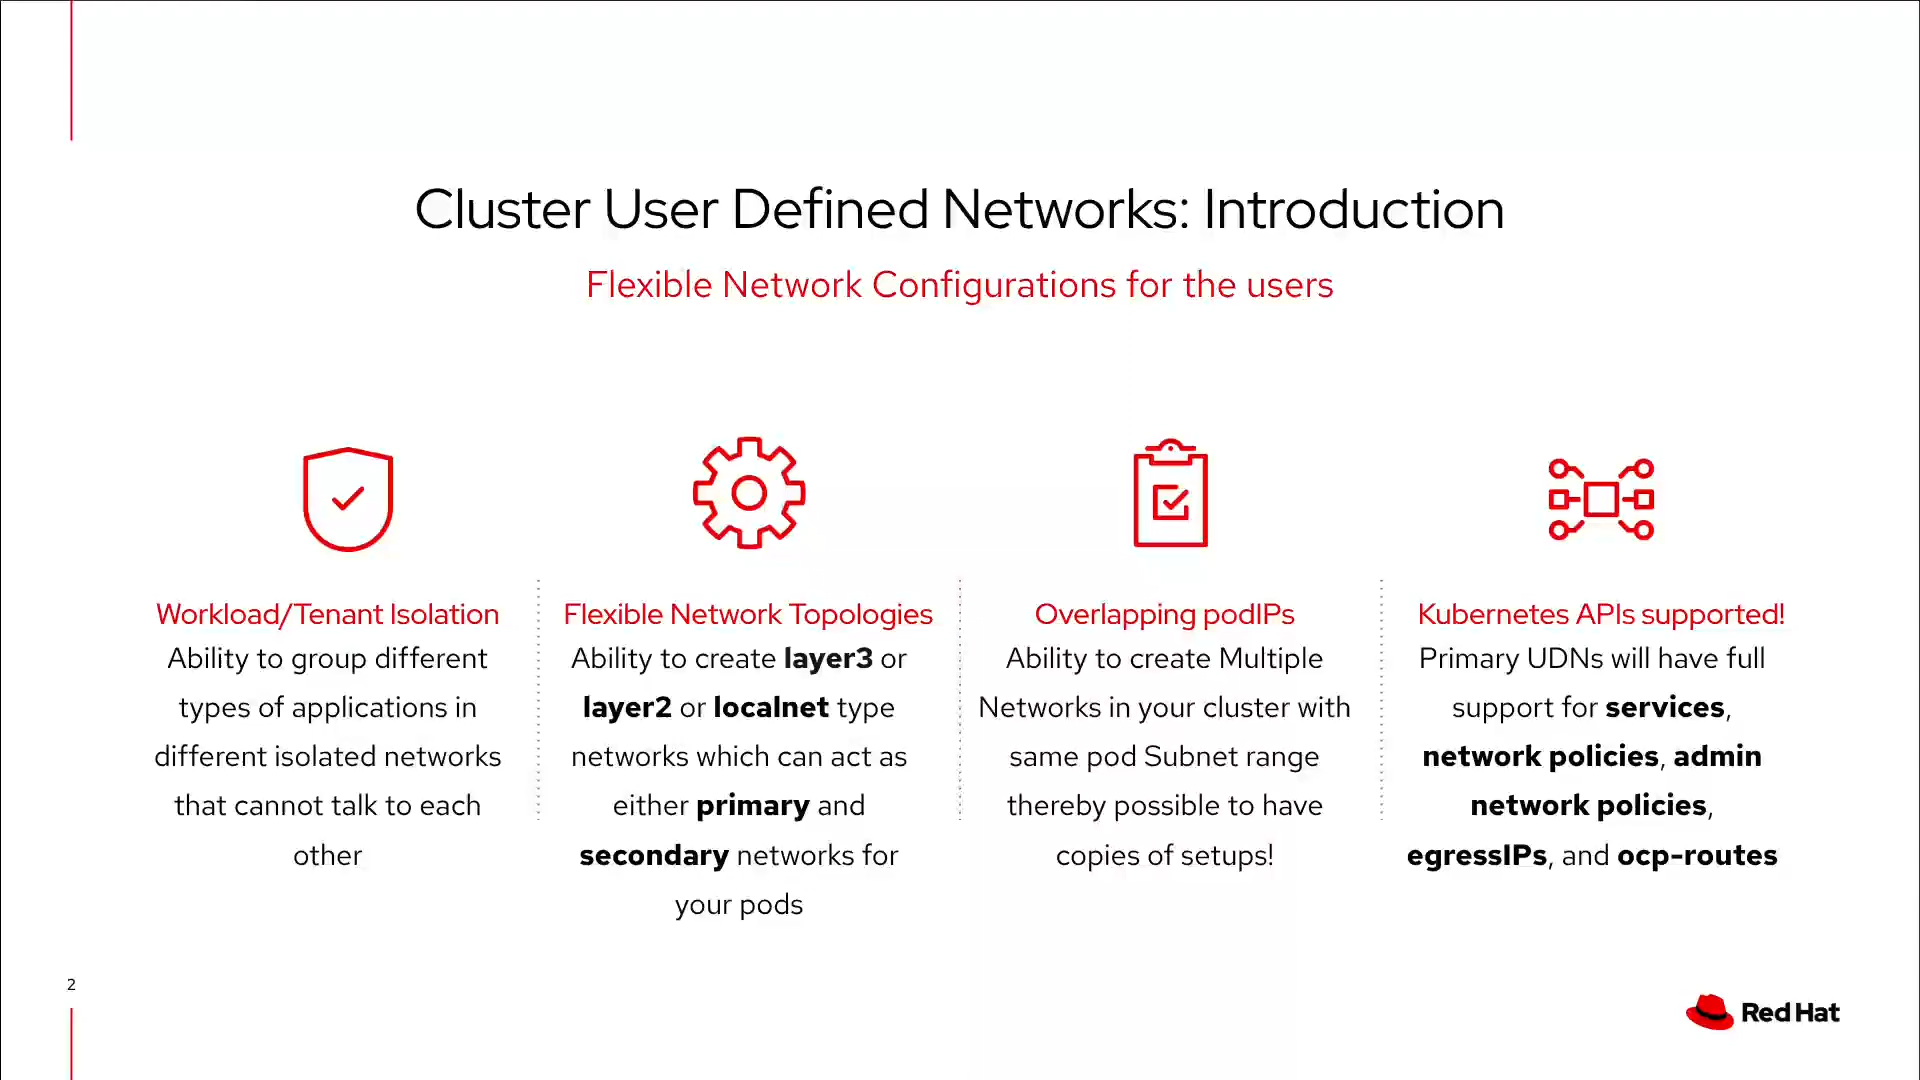 Cluster User Defined Networks: Introduction
Flexible Network Configurations for the users
Workload/Tenant Isolation
Ability to group different
types of applications in
different isolated networks
that cannot talk to each
other
Flexible Network Topologies
Ability to create layer3 or
layer2 or localnet type
networks which can act as
either primary and
secondary networks for
your pods
Overlapping podIPs
Ability to create Multiple
Networks in your cluster with
same pod Subnet range
thereby possible to have
copies of setups!
Kubernetes APIs supported!
Primary UDNs will have full
support for services,
network policies, admin
network policies,
egressIPs, and ocp-routes
2
Red Hat